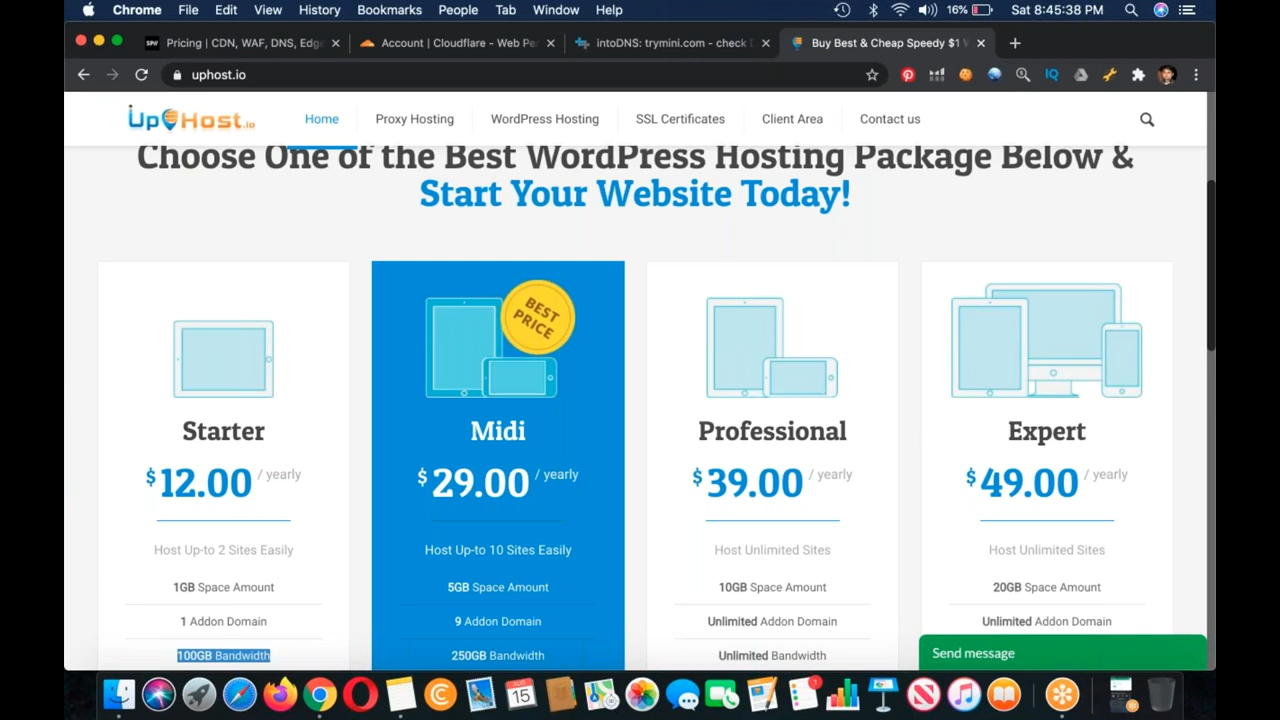 Chrome File Edit View History Bookmarks People Tab Window Help 16% Sat 8:45:38 PM
Pricing | CDN, WAF, DNS, Edge Account | Cloudflare - Web Pe intoDNS: trymini.com - check Buy Best & Cheap Speedy $1
uphost.io
UpHost.io Home Proxy Hosting WordPress Hosting SSL Certificates Client Area Contact us
Choose One of the Best WordPress Hosting Package Below &
Start Your Website Today!
BEST
PRICE
Starter Midi Professional Expert
$12.00 / yearly $29.00 / yearly $39.00 / yearly $49.00 / yearly
Host Up-to 2 Sites Easily Host Up-to 10 Sites Easily Host Unlimited Sites Host Unlimited Sites
1GB Space Amount 5GB Space Amount 10GB Space Amount 20GB Space Amount
1 Addon Domain 9 Addon Domain Unlimited Addon Domain Unlimited Addon Domain
100GB Bandwidth 250GB Bandwidth Unlimited Bandwidth
Send message
AUG
15
1